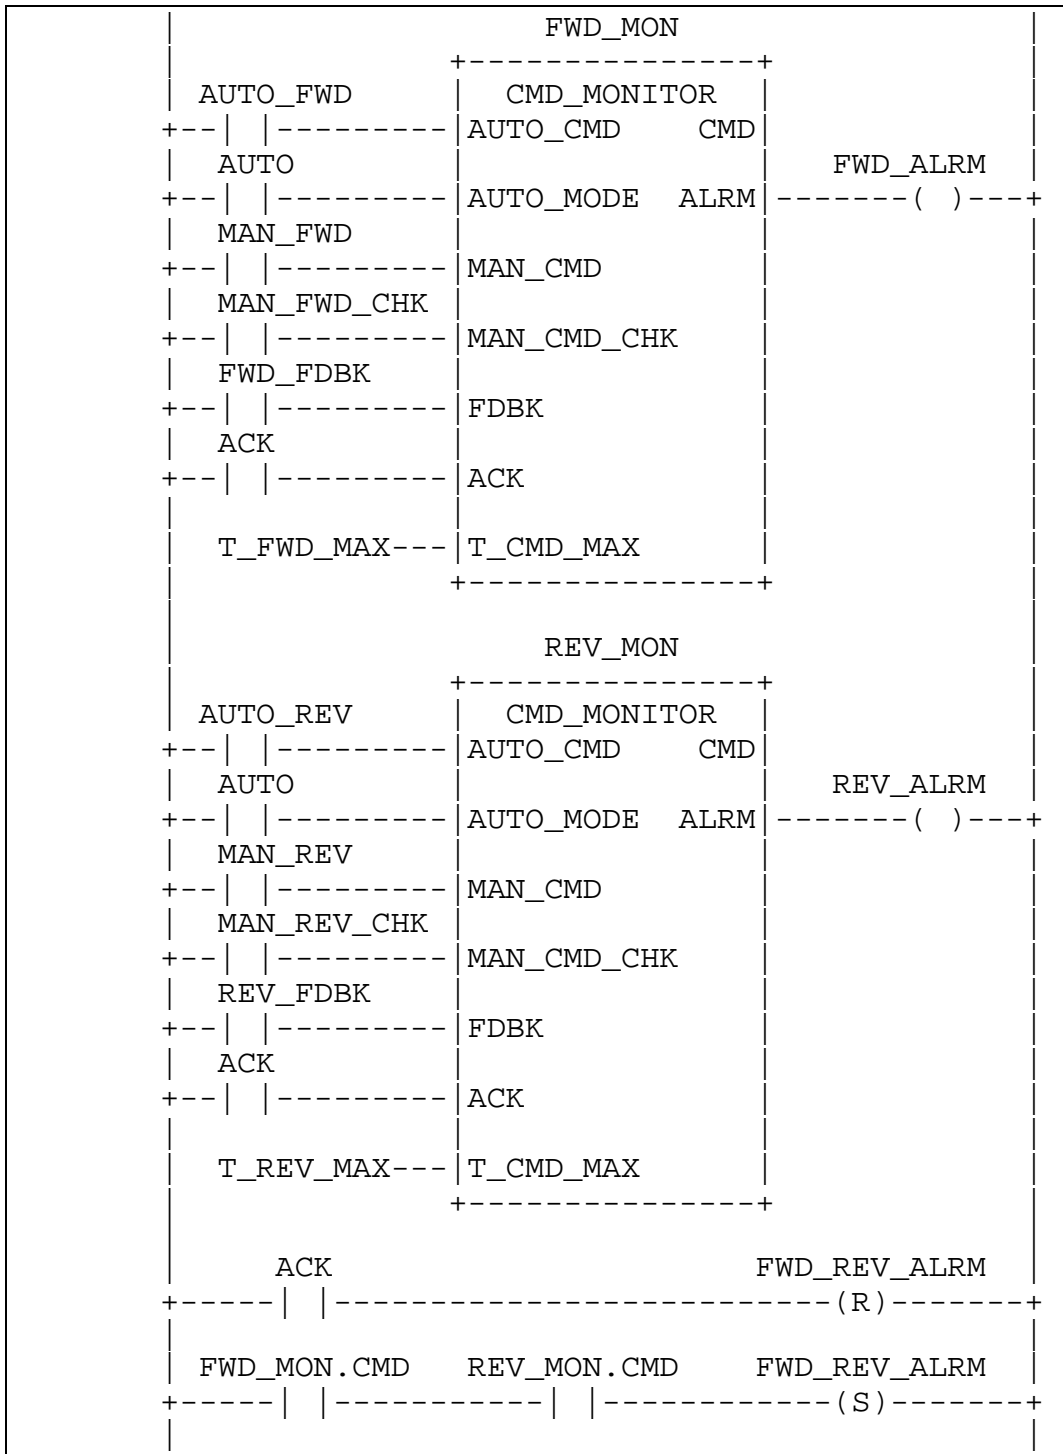 FWD_MON
+---------------+
AUTO_FWD | CMD_MONITOR |
+--| |---------|AUTO_CMD CMD|
AUTO FWD_ALRM
+--| |---------|AUTO_MODE ALRM|-------( )---+
MAN_FWD
+--| |---------|MAN_CMD
MAN_FWD_CHK
+--| |---------|MAN_CMD_CHK
FWD_FDBK
+--| |---------|FDBK
ACK
+--| |---------|ACK
T_FWD_MAX---|T_CMD_MAX
+---------------+
REV_MON
+---------------+
AUTO_REV | CMD_MONITOR |
+--| |---------|AUTO_CMD CMD|
AUTO REV_ALRM
+--| |---------|AUTO_MODE ALRM|-------( )---+
MAN_REV
+--| |---------|MAN_CMD
MAN_REV_CHK
+--| |---------|MAN_CMD_CHK
REV_FDBK
+--| |---------|FDBK
ACK
+--| |---------|ACK
T_REV_MAX---|T_CMD_MAX
+---------------+
ACK FWD_REV_ALRM
+-----| |--------------------------(R)-------+
FWD_MON.CMD REV_MON.CMD FWD_REV_ALRM
+-----| |-----------| |------------(S)-------+